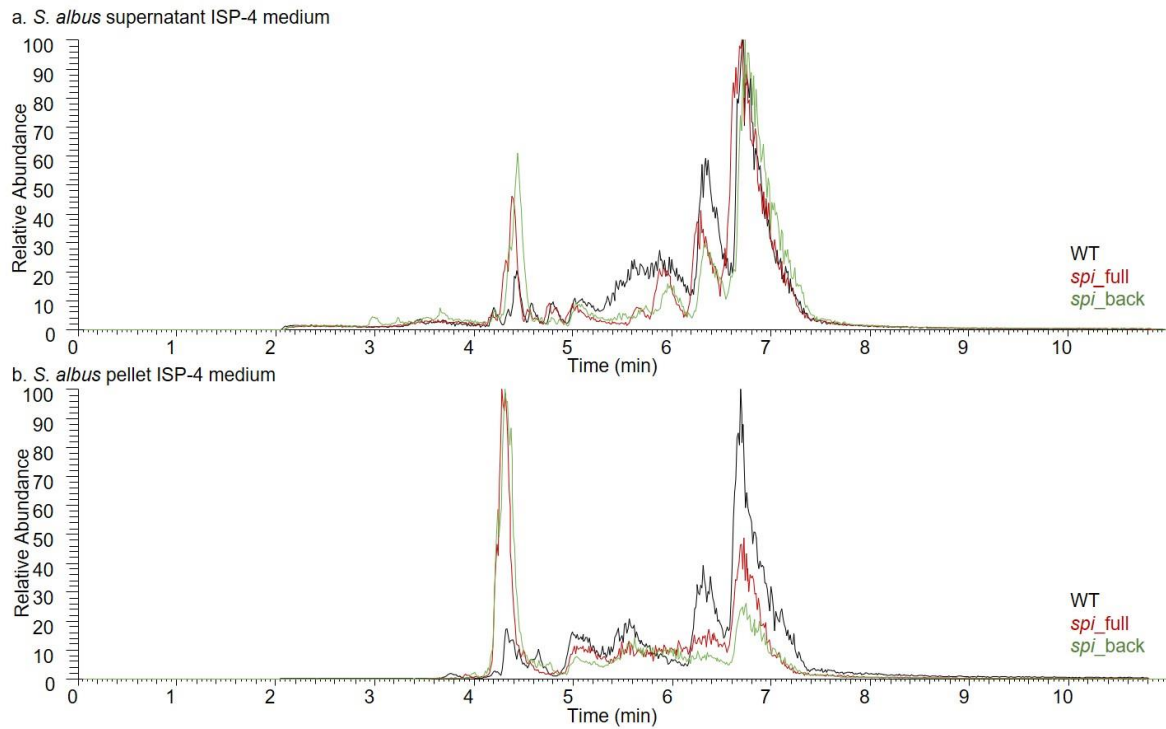 a. S. albus supernatant ISP-4 medium
100
90
80
70
60
50
40
30
20
10
0
Relative Abundance
WT
spi_full
spi_back
0 1 2 3 4 5 6 7 8 9 10
Time (min)
b. S. albus pellet ISP-4 medium
100
90
80
70
60
50
40
30
20
10
0
Relative Abundance
WT
spi_full
spi_back
0 1 2 3 4 5 6 7 8 9 10
Time (min)